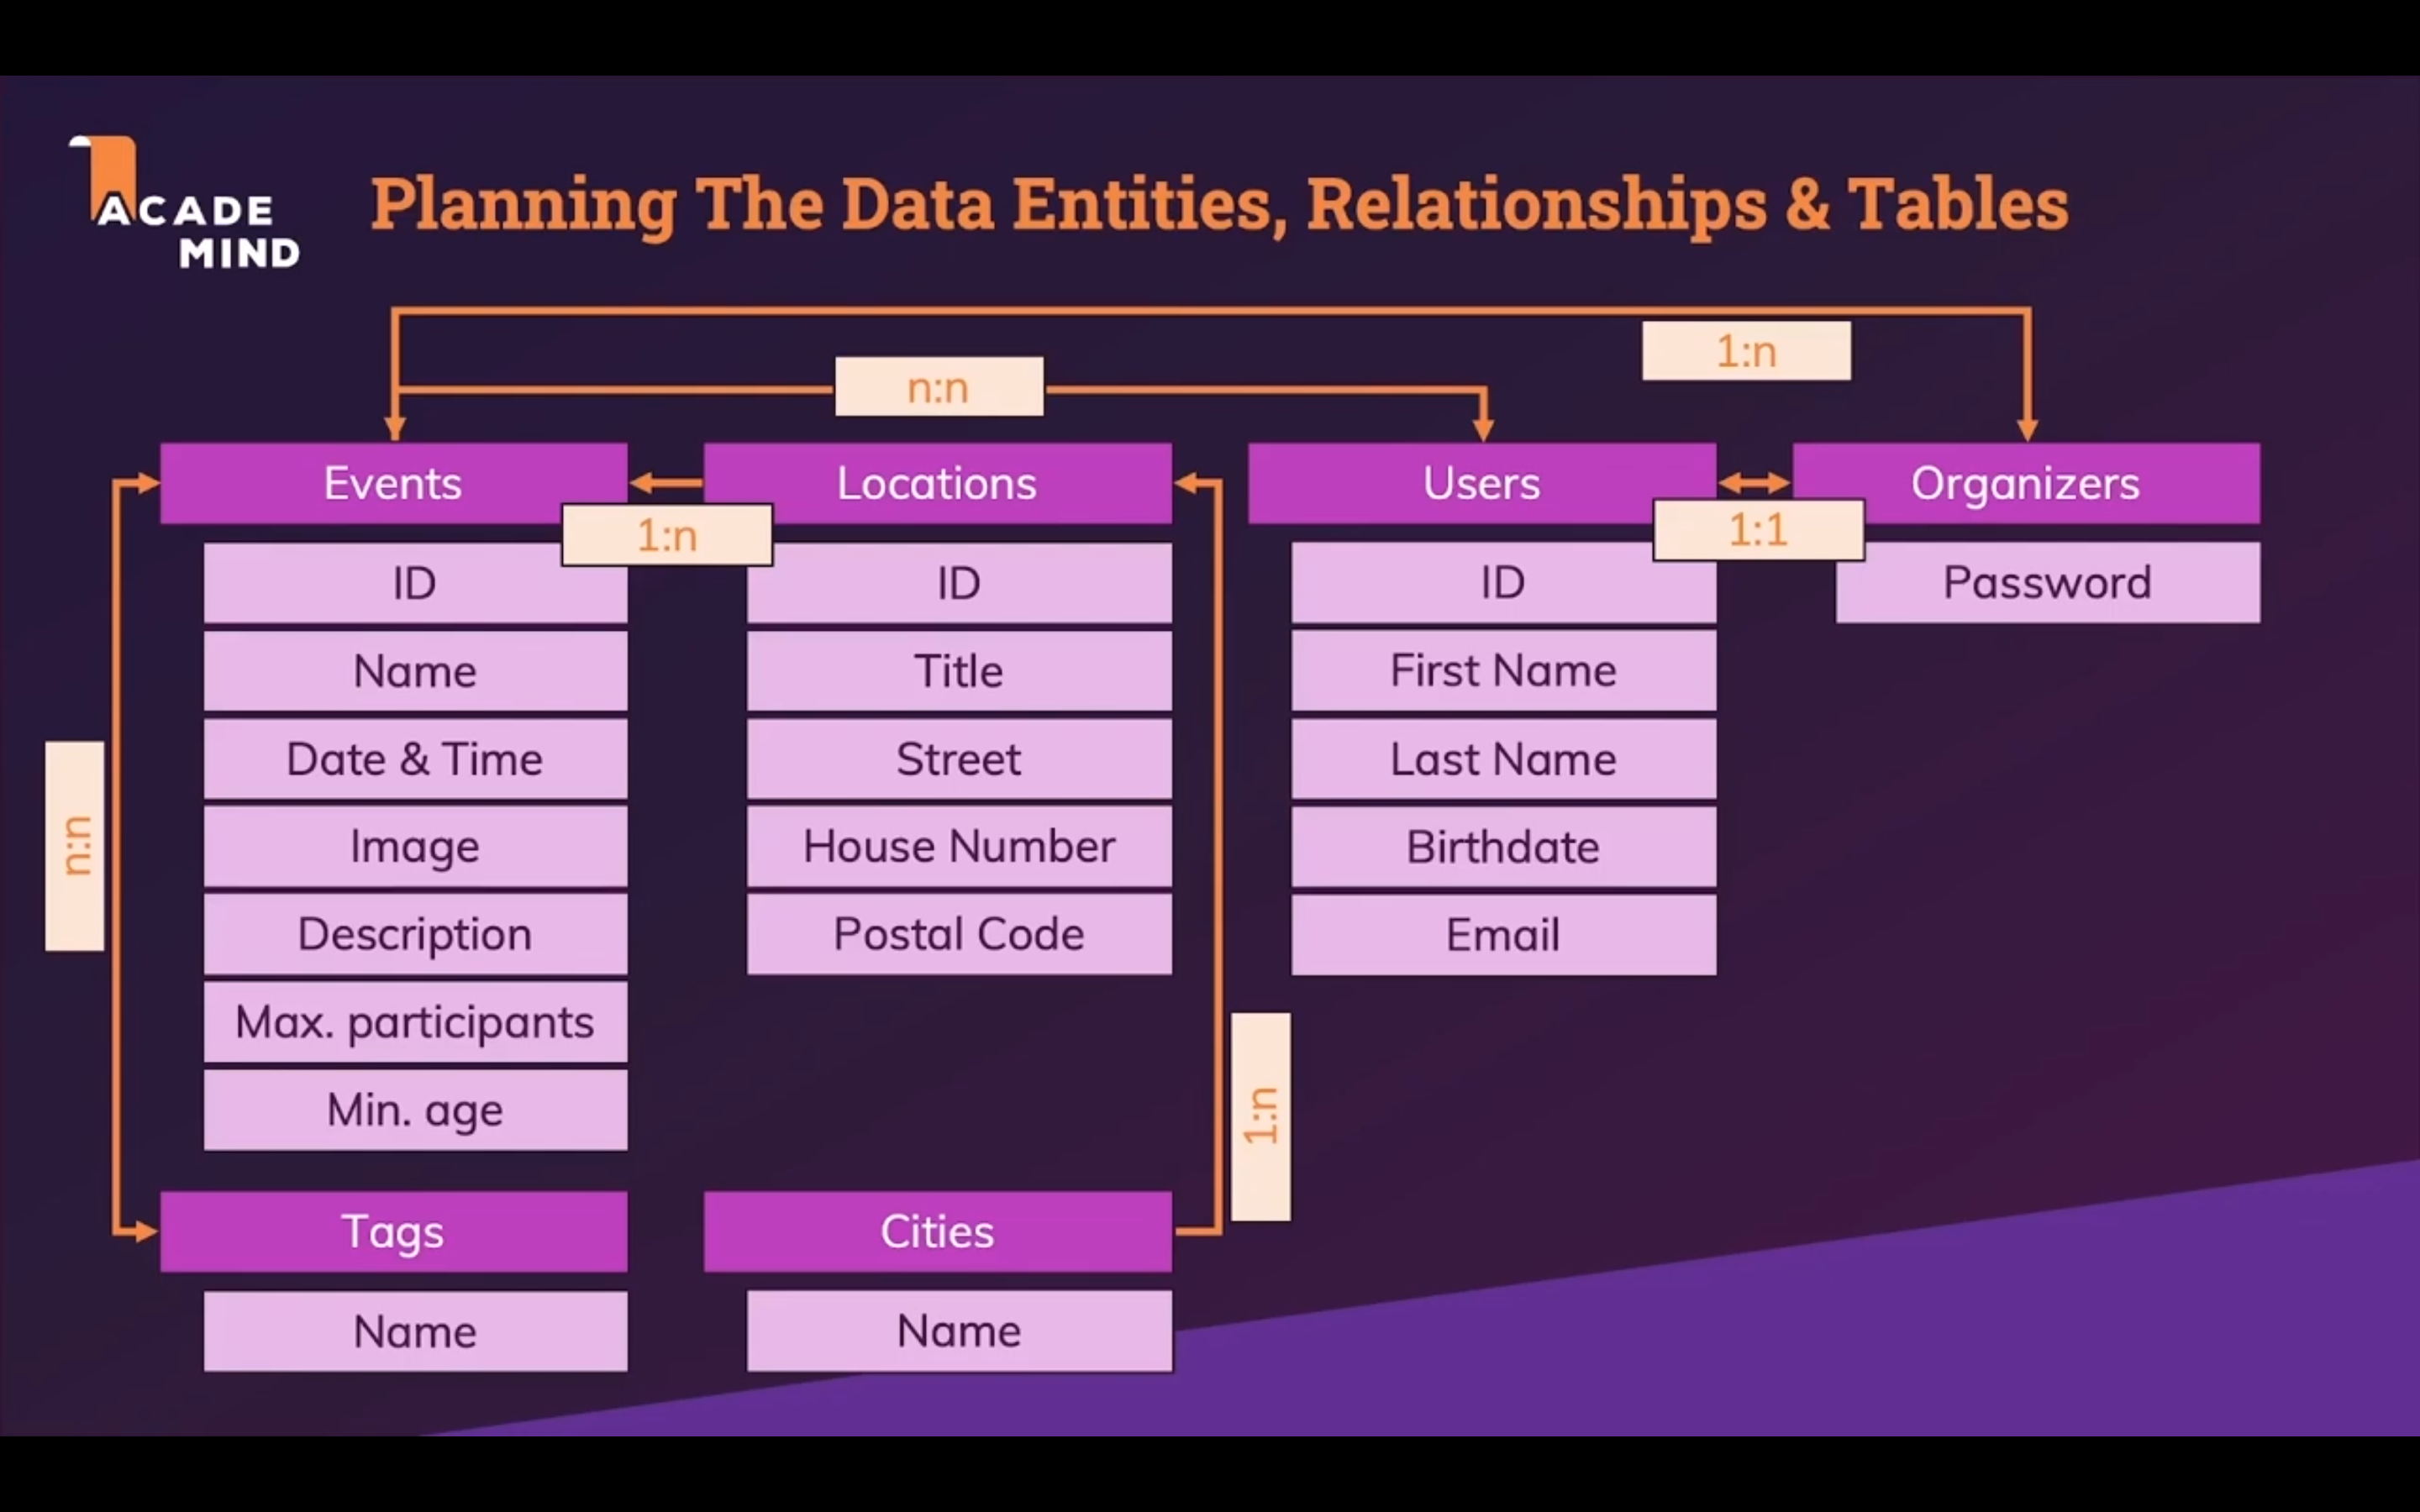 ACADE
MIND
Planning The Data Entities, Relationships & Tables
1:n
n:n
Events
Locations
Users
Organizers
1:n
1:1
ID
Name
Date & Time
Image
Description
Max. participants
Min. age
ID
Title
Street
House Number
Postal Code
ID
First Name
Last Name
Birthdate
Email
Password
n:n
1:n
Tags
Name
Cities
Name